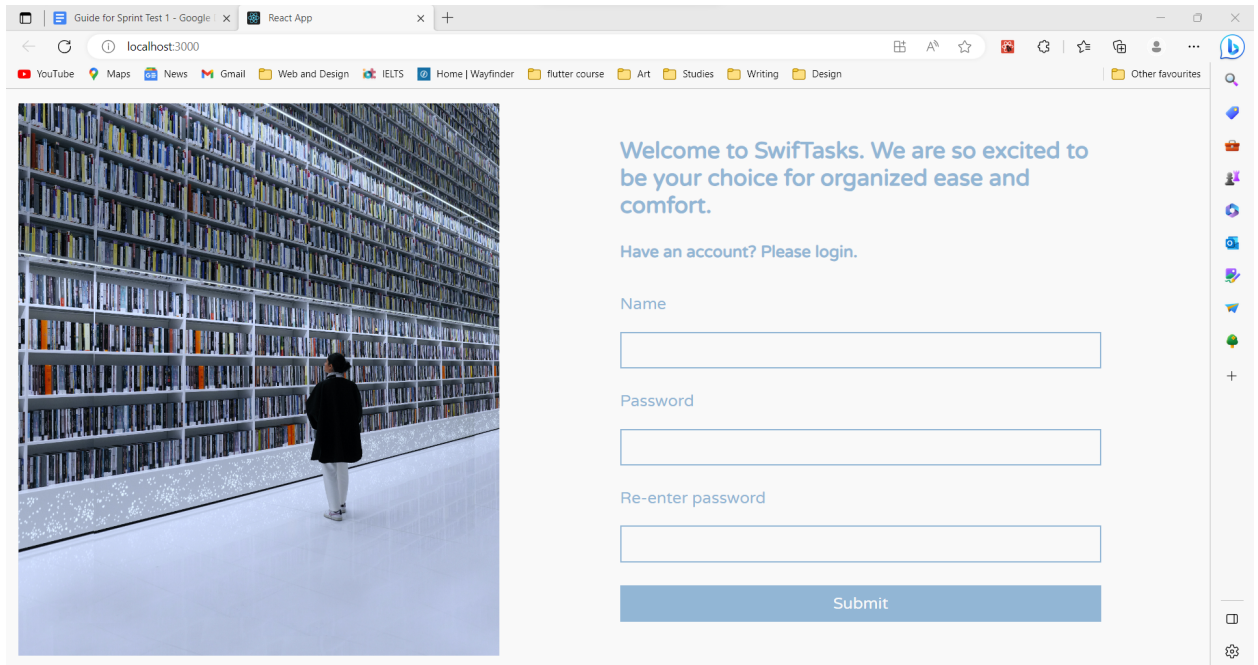 Guide for Sprint Test 1 - Google
React App
localhost:3000
YouTube
Maps
News
Gmail
Web and Design
IELTS
Home | Wayfinder
flutter course
Art
Studies
Writing
Design
Other favourites
Welcome to SwifTasks. We are so excited to
be your choice for organized ease and
comfort.
Have an account? Please login.
Name
Password
Re-enter password
Submit